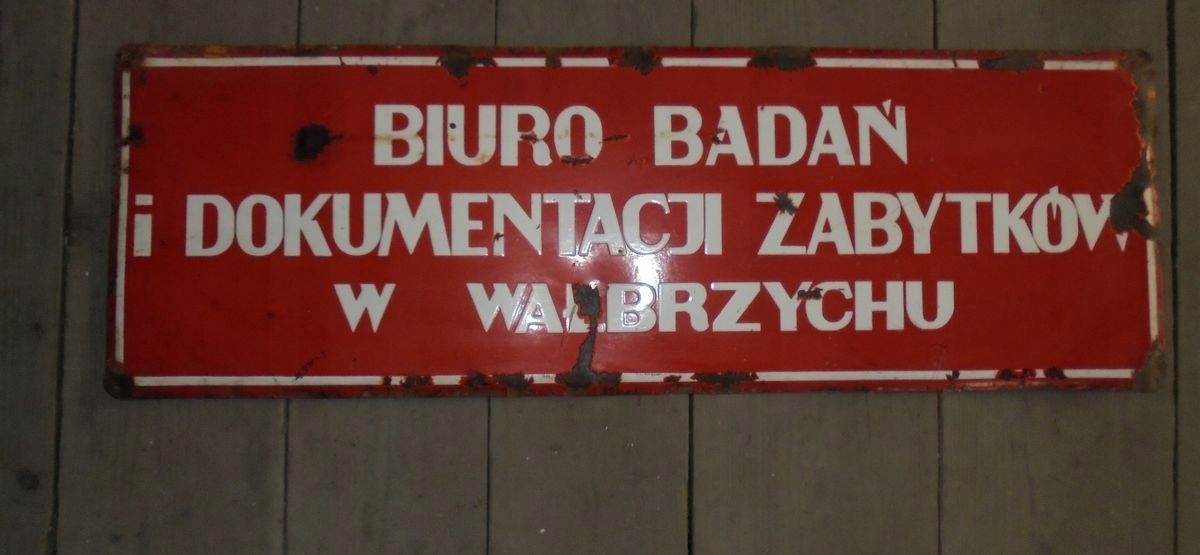 BIURO BADAŃ
i DOKUMENTACJI ZABYTKÓW
W WAŁBRZYCHU